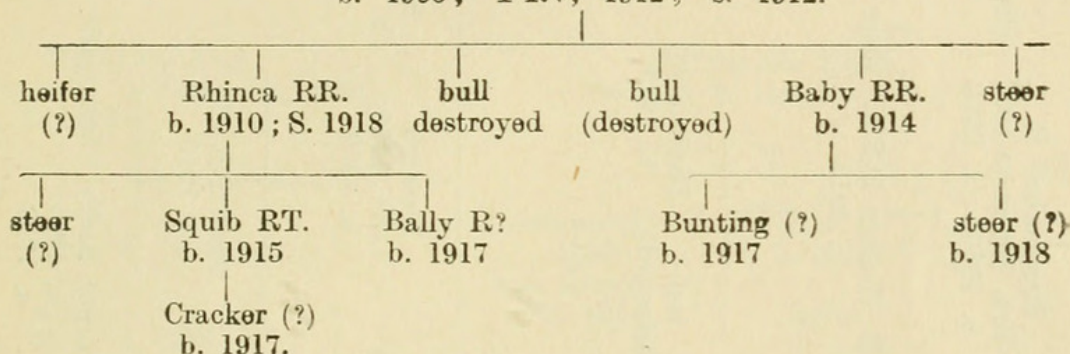 heifer Rhinca RR. bull bull Baby RR. steer
(?) b. 1910 ; S. 1918 destroyed (destroyed) b. 1914 (?)
steer Squib RT. Bally R? Bunting (?) steer (?)
(?) b. 1915 b. 1917 b. 1917 b. 1918
Cracker (?)
b. 1917.